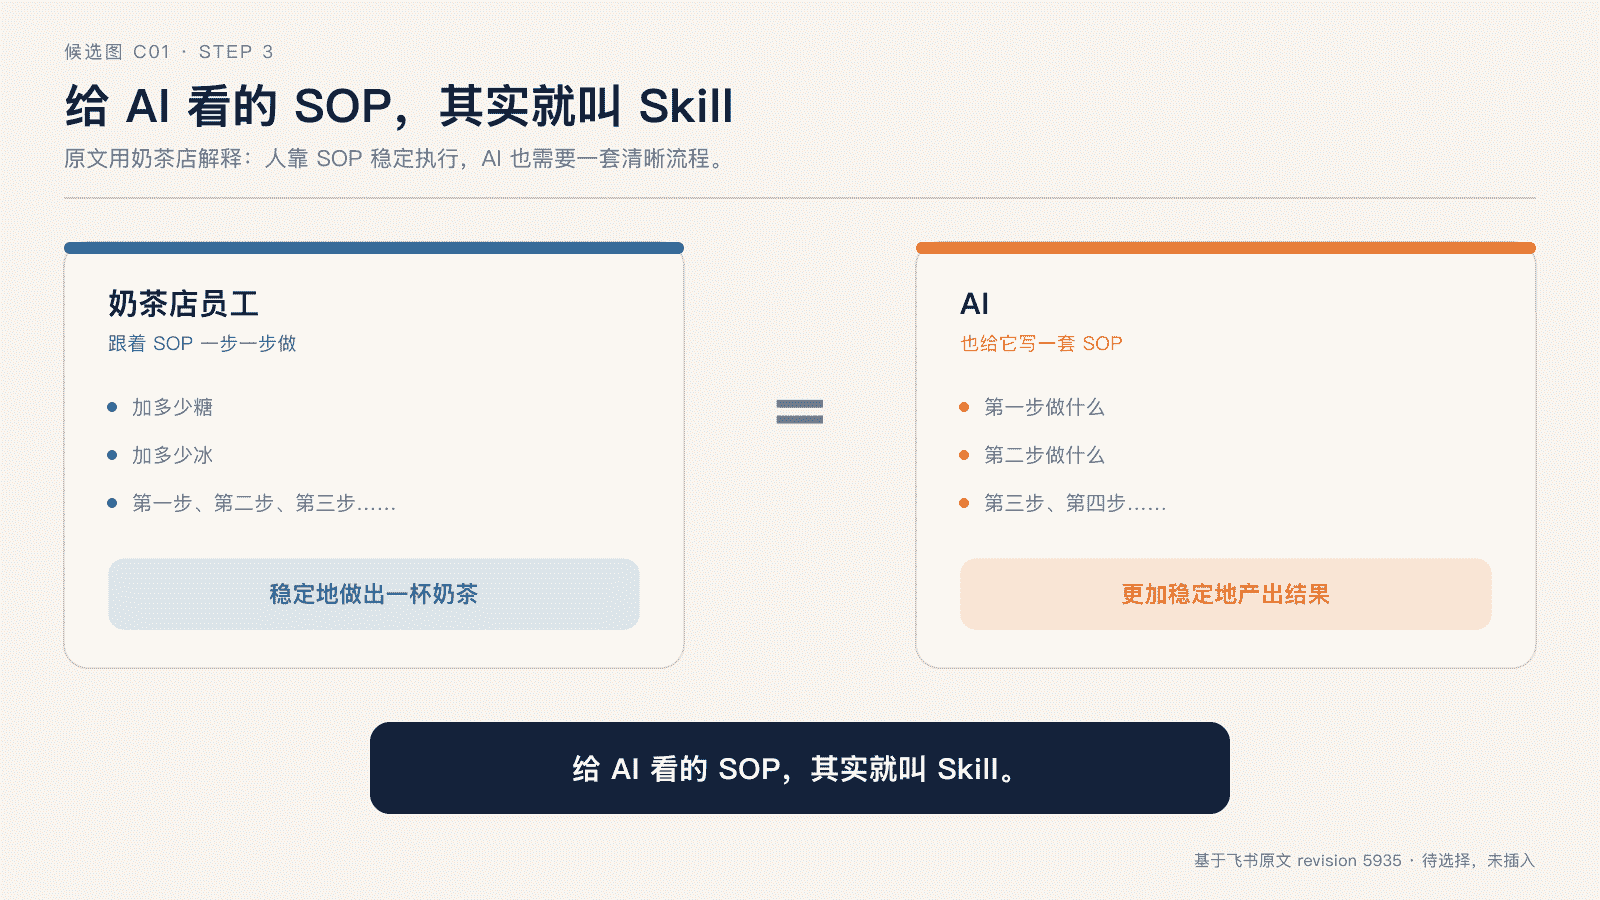 候选图 C01 · STEP 3
给 AI 看的 SOP，其实就叫 Skill
原文用奶茶店解释：人靠 SOP 稳定执行，AI 也需要一套清晰流程。
奶茶店员工
跟着 SOP 一步一步做
加多少糖
加多少冰
第一步、第二步、第三步……
稳定地做出一杯奶茶
=
AI
也给它写一套 SOP
第一步做什么
第二步做什么
第三步、第四步……
更加稳定地产出结果
给 AI 看的 SOP，其实就叫 Skill。
基于飞书原文 revision 5935 · 待选择，未插入